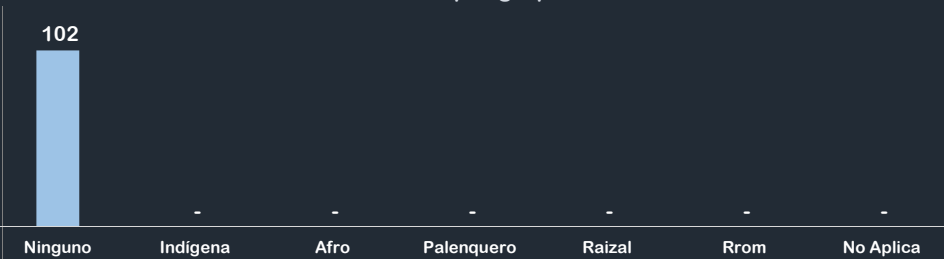 102
- - - - - -
Ninguno Indígena Afro Palenquero Raizal Rrom No Aplica